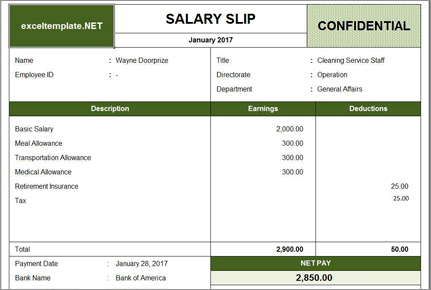 exceltemplate.NET
SALARY SLIP
January 2017
CONFIDENTIAL
Name : Wayne Doorprize Title : Cleaning Service Staff
Employee ID : - Directorate : Operation
Department : General Affairs
Description Earnings Deductions
Basic Salary 2,000.00
Meal Allowance 300.00
Transportation Allowance 300.00
Medical Allowance 300.00
Retirement Insurance 25.00
Tax 25.00
Total 2,900.00 50.00
Payment Date : January 28, 2017 NET PAY
Bank Name : Bank of America 2,850.00